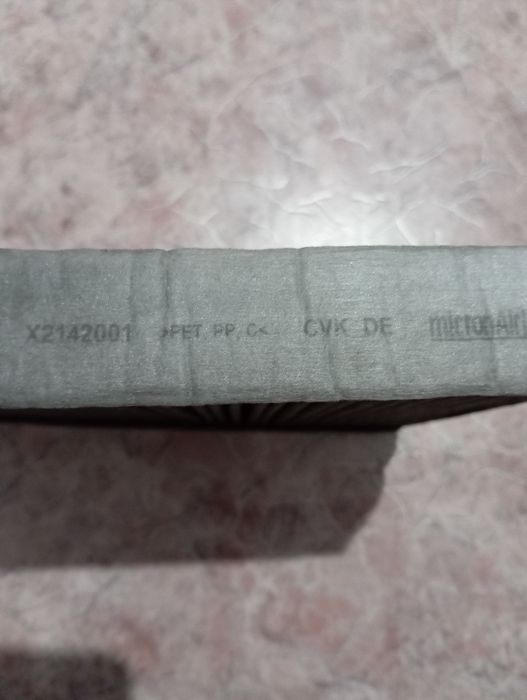 X2142001 >PET, PP, C< CVK DE micronAir